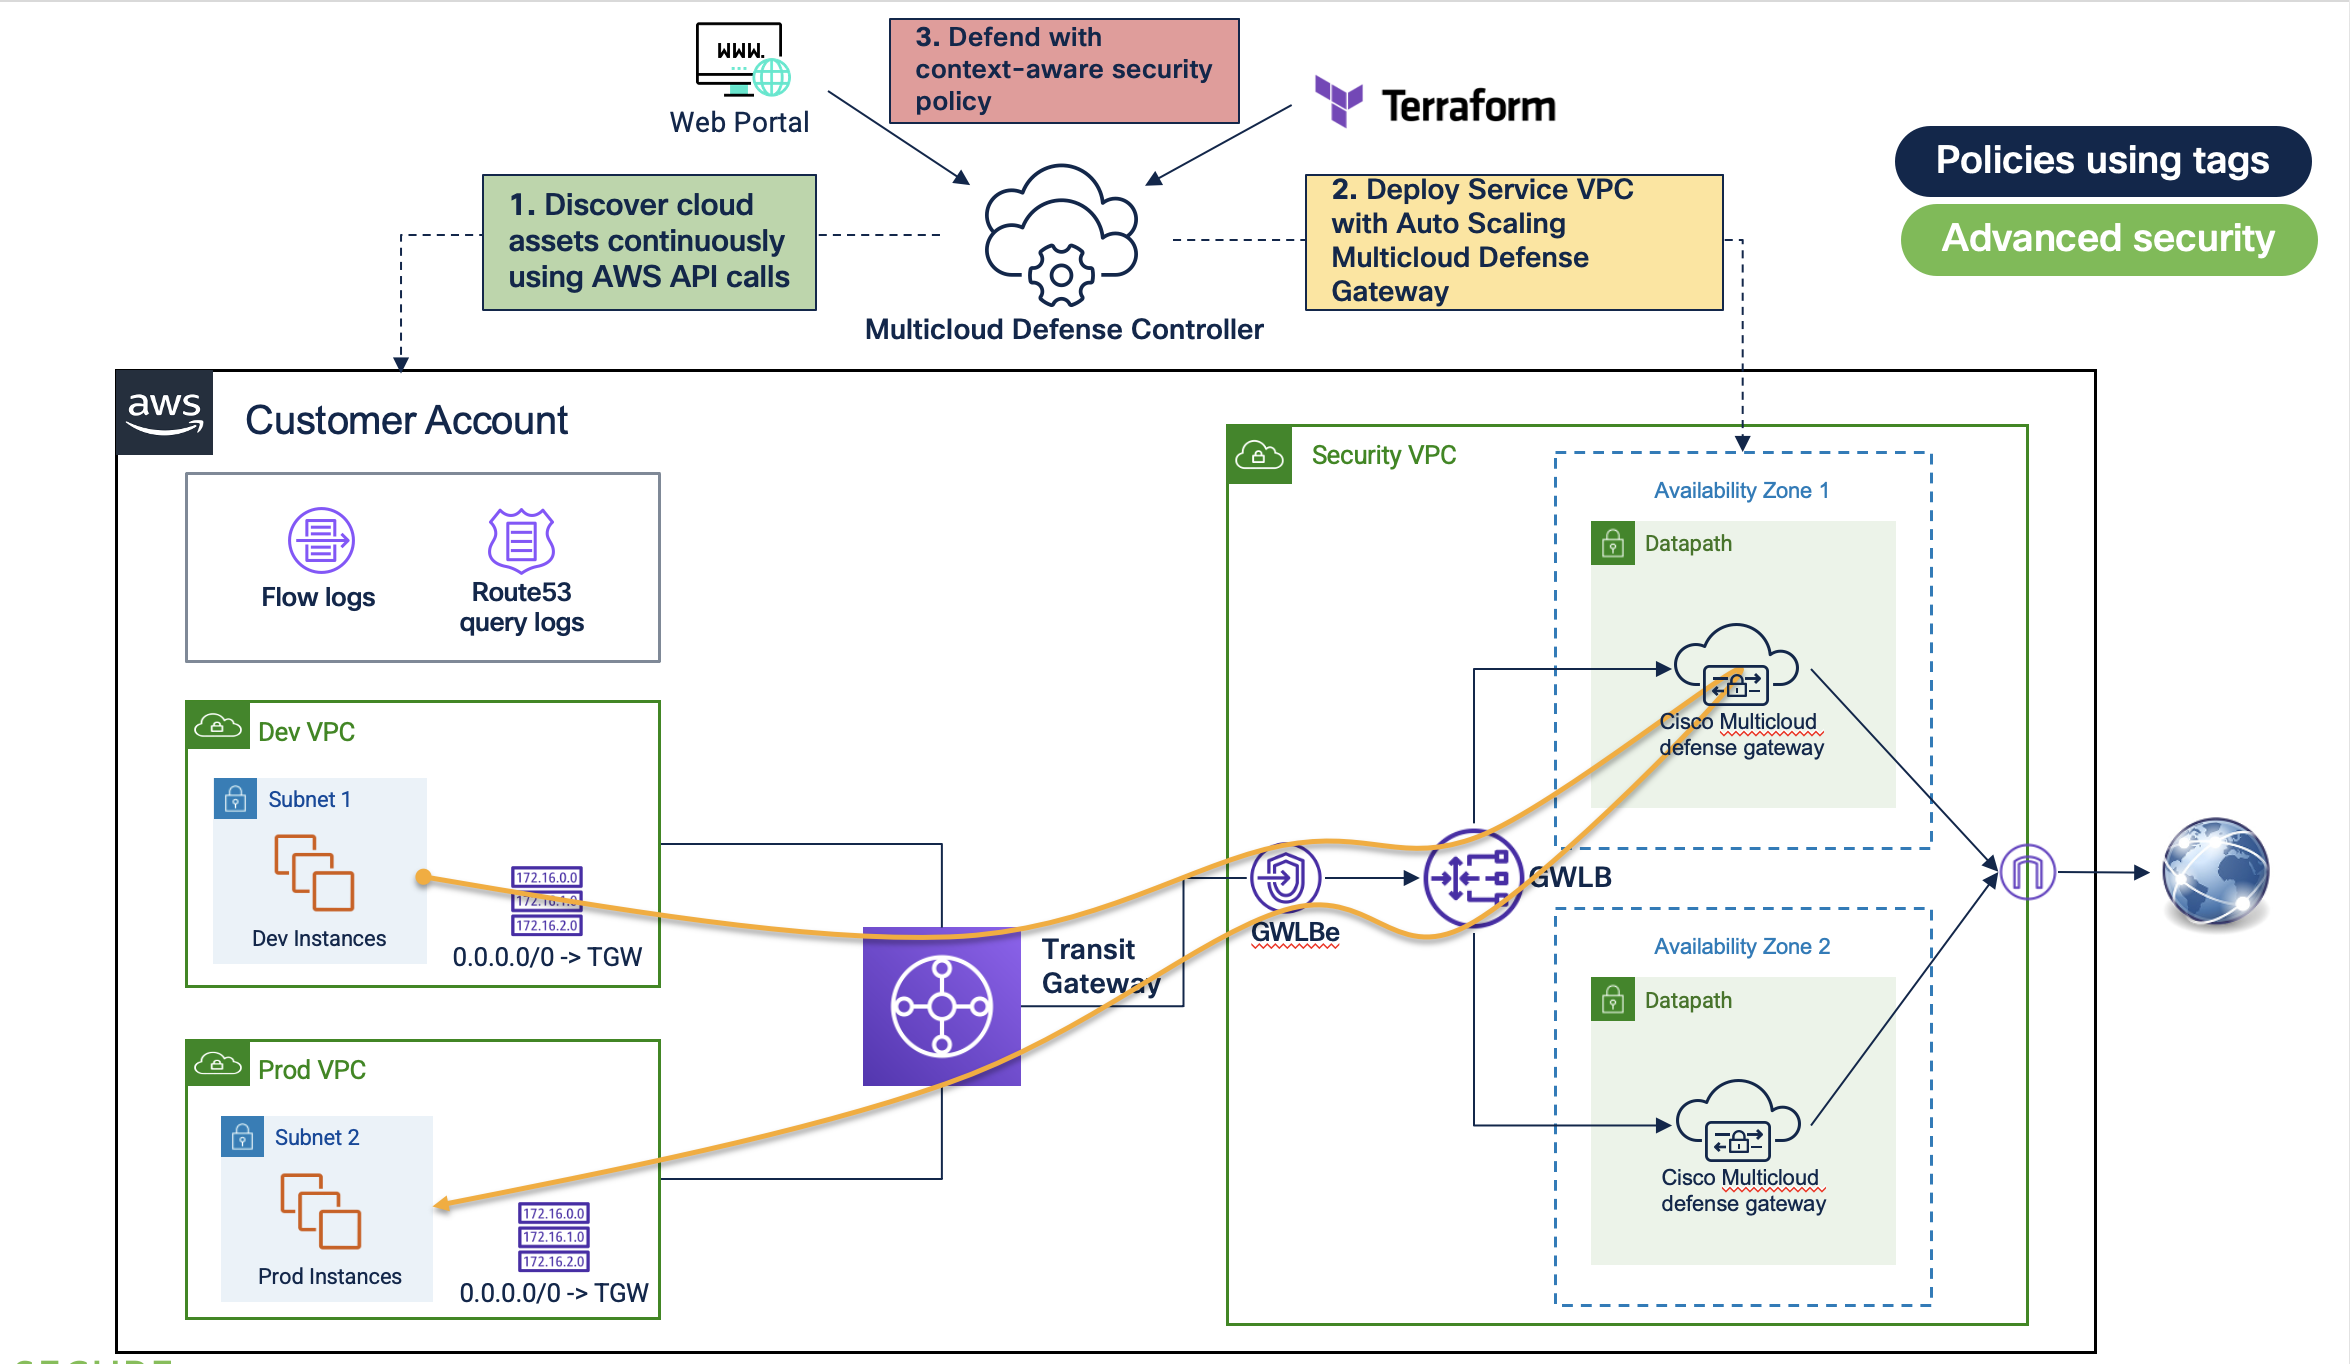 www.
Web Portal
3. Defend with
context-aware security
policy
Terraform
Policies using tags
Advanced security
1. Discover cloud
assets continuously
using AWS API calls
2. Deploy Service VPC
with Auto Scaling
Multicloud Defense
Gateway
Multicloud Defense Controller
aws
Customer Account
Flow logs
Route53
query logs
Security VPC
Availability Zone 1
Datapath
Cisco Multicloud
defense gateway
Dev VPC
Subnet 1
Dev Instances
172.16.0.0
172.16.1.0
172.16.2.0
0.0.0.0/0 -> TGW
Transit
Gateway
GWLBe
GWLB
Availability Zone 2
Datapath
Cisco Multicloud
defense gateway
Prod VPC
Subnet 2
Prod Instances
172.16.0.0
172.16.1.0
172.16.2.0
0.0.0.0/0 -> TGW